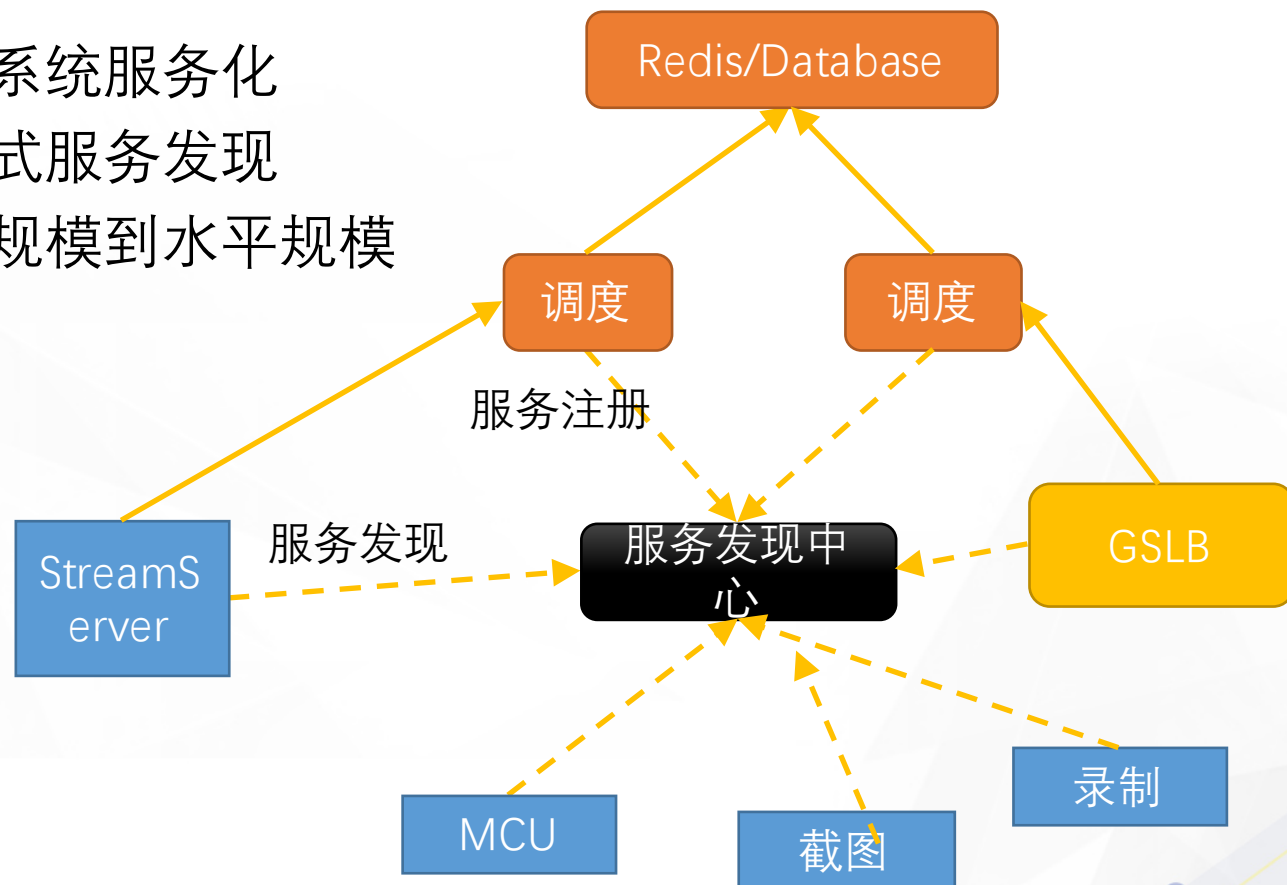 系统服务化
式服务发现
规模到水平规模
Redis/Database
调度
调度
服务注册
StreamS
erver
服务发现
服务发现中
心
GSLB
MCU
截图
录制